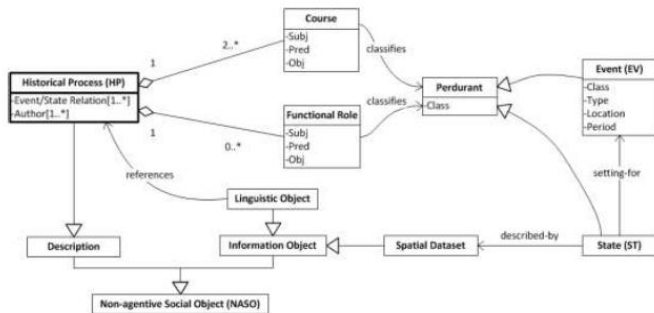 Course
-Subj
-Pred
-Obj
2..*
1
classifies
Historical Process (HP)
-Event/State Relation[1..*]
-Author[1..*]
Perdurant
Class
Event (EV)
-Class
-Type
-Location
-Period
Functional Role
-Subj
-Pred
-Obj
classifies
1
0..*
references
setting-for
Linguistic Object
Description
Information Object
Spatial Dataset
described-by
State (ST)
Non-agentive Social Object (NASO)